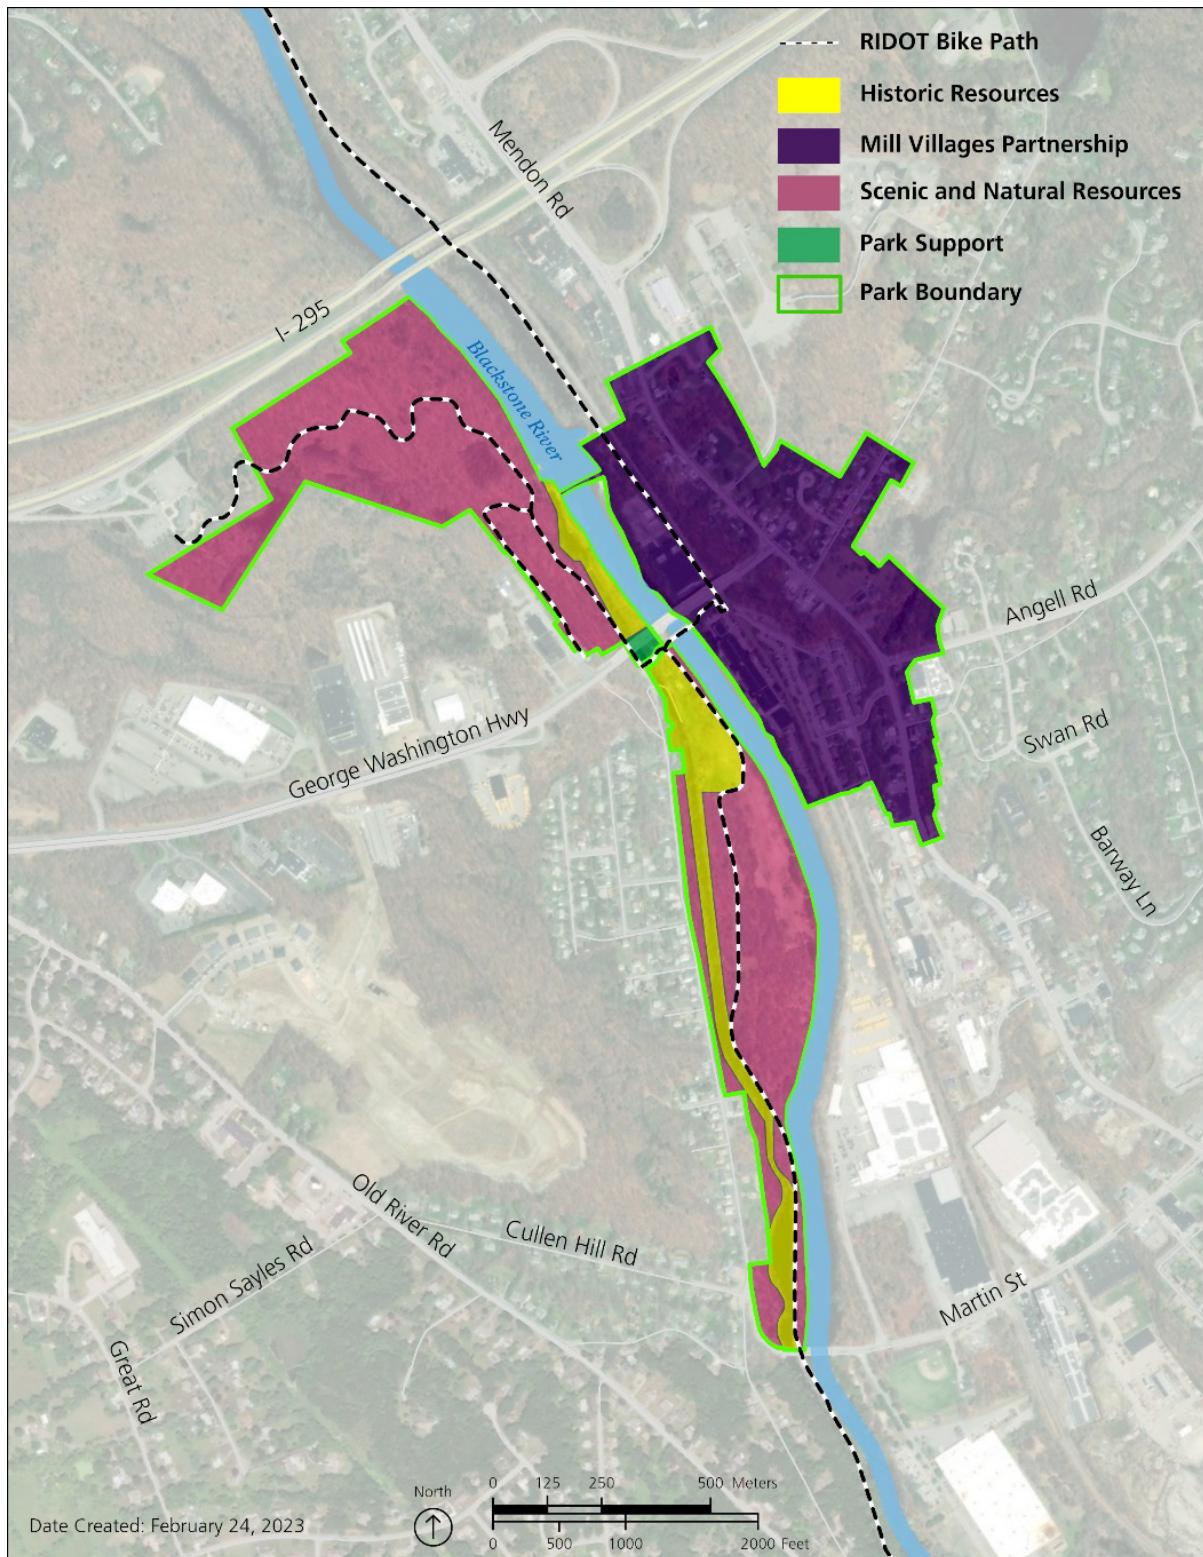 RIDOT Bike Path
Historic Resources
Mill Villages Partnership
Scenic and Natural Resources
Park Support
Park Boundary
Mendon Rd
I- 295
Blackstone River
Angell Rd
Swan Rd
George Washington Hwy
Barway Ln
Old River Rd
Cullen Hill Rd
Simon Sayles Rd
Martin St
Great Rd
North
0 125 250 500 Meters
0 500 1000 2000 Feet
Date Created: February 24, 2023